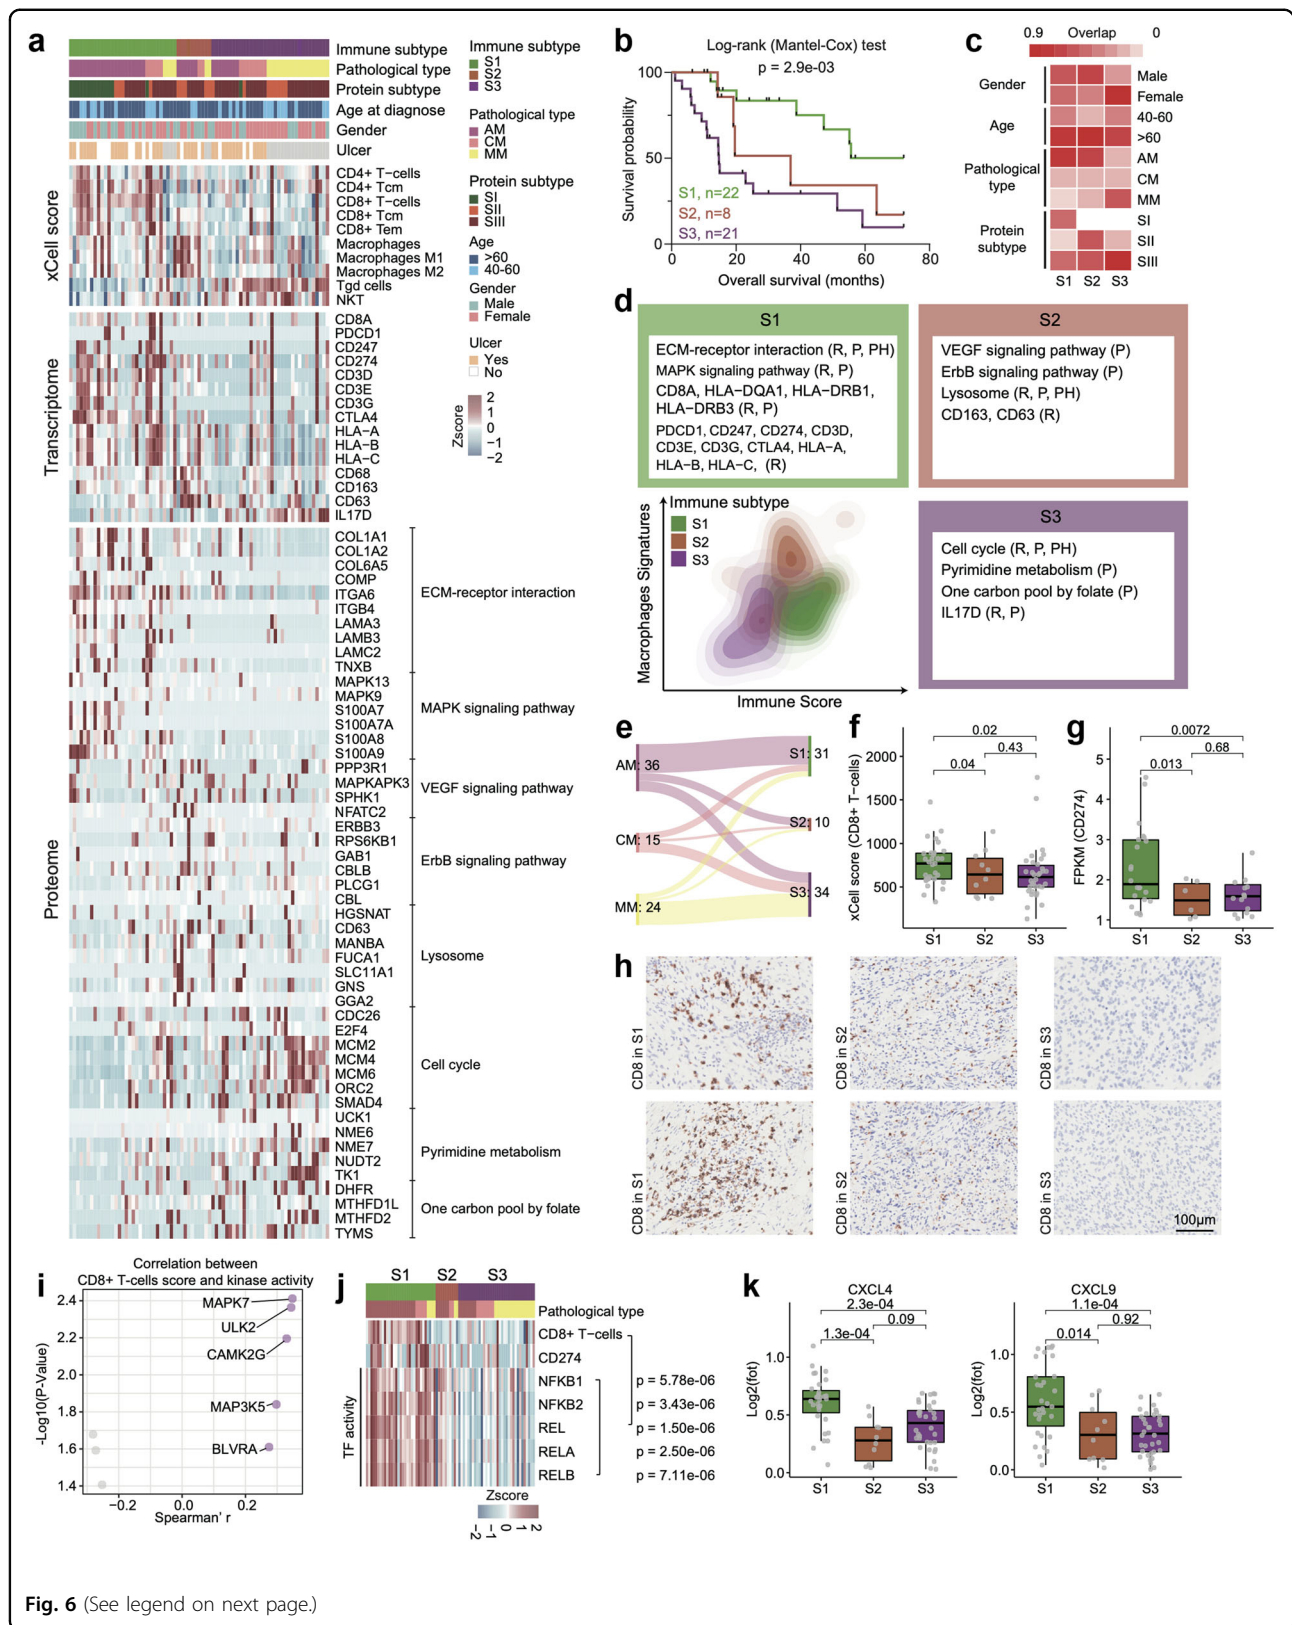 a
Immune subtype
Pathological type
Protein subtype
Age at diagnose
Gender
Ulcer
xCell score
CD4+ T-cells
CD4+ Tcm
CD8+ T-cells
CD8+ Tcm
CD8+ Tem
Macrophages
Macrophages M1
Macrophages M2
Tgd cells
NKT
Transcriptome
CD8A
PDCD1
CD247
CD274
CD3D
CD3E
CD3G
CTLA4
HLA-A
HLA-B
HLA-C
CD68
CD163
CD63
IL17D
Proteome
COL1A1
COL1A2
COL6A5
COMP
ITGA6
ITGB4
LAMA3
LAMB3
LAMC2
TNXB
ECM-receptor interaction
MAPK13
MAPK9
S100A7
S100A7A
S100A8
S100A9
MAPK signaling pathway
PPP3R1
MAPKAPK3
SPHK1
NFATC2
VEGF signaling pathway
ERBB3
RPS6KB1
GAB1
CBLB
PLCG1
CBL
ErbB signaling pathway
HGSNAT
CD63
MANBA
FUCA1
SLC11A1
GNS
GGA2
Lysosome
CDC26
E2F4
MCM2
MCM4
MCM6
ORC2
SMAD4
Cell cycle
UCK1
NME6
NME7
NUDT2
TK1
Pyrimidine metabolism
DHFR
MTHFD1L
MTHFD2
TYMS
One carbon pool by folate
Immune subtype
S1
S2
S3
Pathological type
AM
CM
MM
Protein subtype
SI
SII
SIII
Age
>60
40-60
Gender
Male
Female
Ulcer
Yes
No
Zscore
2
1
0
−1
−2
b
Log-rank (Mantel-Cox) test
p = 2.9e-03
Survival probability
100
50
0
S1, n=22
S2, n=8
S3, n=21
0 20 40 60 80
Overall survival (months)
c
Overlap
0.9 0
Gender
Male
Female
Age
40-60
>60
Pathological
type
AM
CM
MM
Protein
subtype
SI
SII
SIII
S1 S2 S3
d
S1
ECM-receptor interaction (R, P, PH)
MAPK signaling pathway (R, P)
CD8A, HLA−DQA1, HLA−DRB1,
HLA−DRB3 (R, P)
PDCD1, CD247, CD274, CD3D,
CD3E, CD3G, CTLA4, HLA−A,
HLA−B, HLA−C, (R)
S2
VEGF signaling pathway (P)
ErbB signaling pathway (P)
Lysosome (R, P, PH)
CD163, CD63 (R)
Immune subtype
S1
S2
S3
Macrophages Signatures
Immune Score
S3
Cell cycle (R, P, PH)
Pyrimidine metabolism (P)
One carbon pool by folate (P)
IL17D (R, P)
e
AM: 36
CM: 15
MM: 24
S1: 31
S2: 10
S3: 34
f
xCell score (CD8+ T-cells)
2000
1500
1000
500
0.02
0.43
0.04
S1 S2 S3
g
FPKM (CD274)
5
4
3
2
1
0.0072
0.68
0.013
S1 S2 S3
h
CD8 in S1
CD8 in S2
CD8 in S3
CD8 in S1
CD8 in S2
CD8 in S3
100μm
i
Correlation between
CD8+ T-cells score and kinase activity
-Log10(P-Value)
2.4
2.2
2.0
1.8
1.6
1.4
MAPK7
ULK2
CAMK2G
MAP3K5
BLVRA
−0.2 0.0 0.2
Spearman' r
j
S1 S2 S3
Pathological type
CD8+ T-cells
CD274
TF activity
NFKB1
NFKB2
REL
RELA
RELB
p = 5.78e-06
p = 3.43e-06
p = 1.50e-06
p = 2.50e-06
p = 7.11e-06
Zscore
−2 −1 0 1 2
k
CXCL4
2.3e-04
0.09
1.3e-04
Log2(fot)
1.0
0.5
0.0
S1 S2 S3
CXCL9
1.1e-04
0.92
0.014
Log2(fot)
1.0
0.5
0.0
S1 S2 S3
Fig. 6 (See legend on next page.)